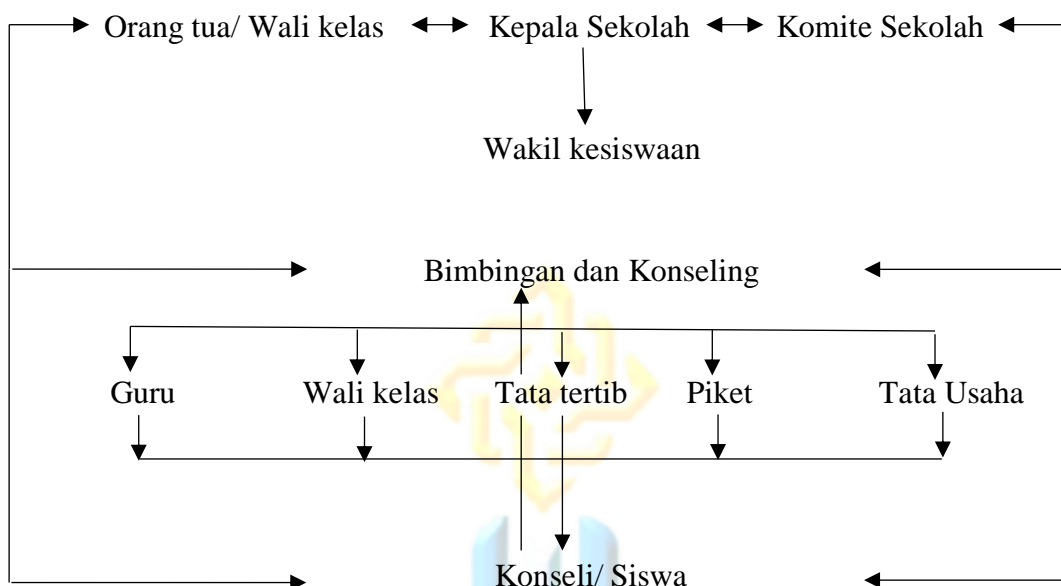 Orang tua/ Wali kelas Kepala Sekolah Komite Sekolah
Wakil kesiswaan
Bimbingan dan Konseling
Guru Wali kelas Tata tertib Piket Tata Usaha
Konseli/ Siswa